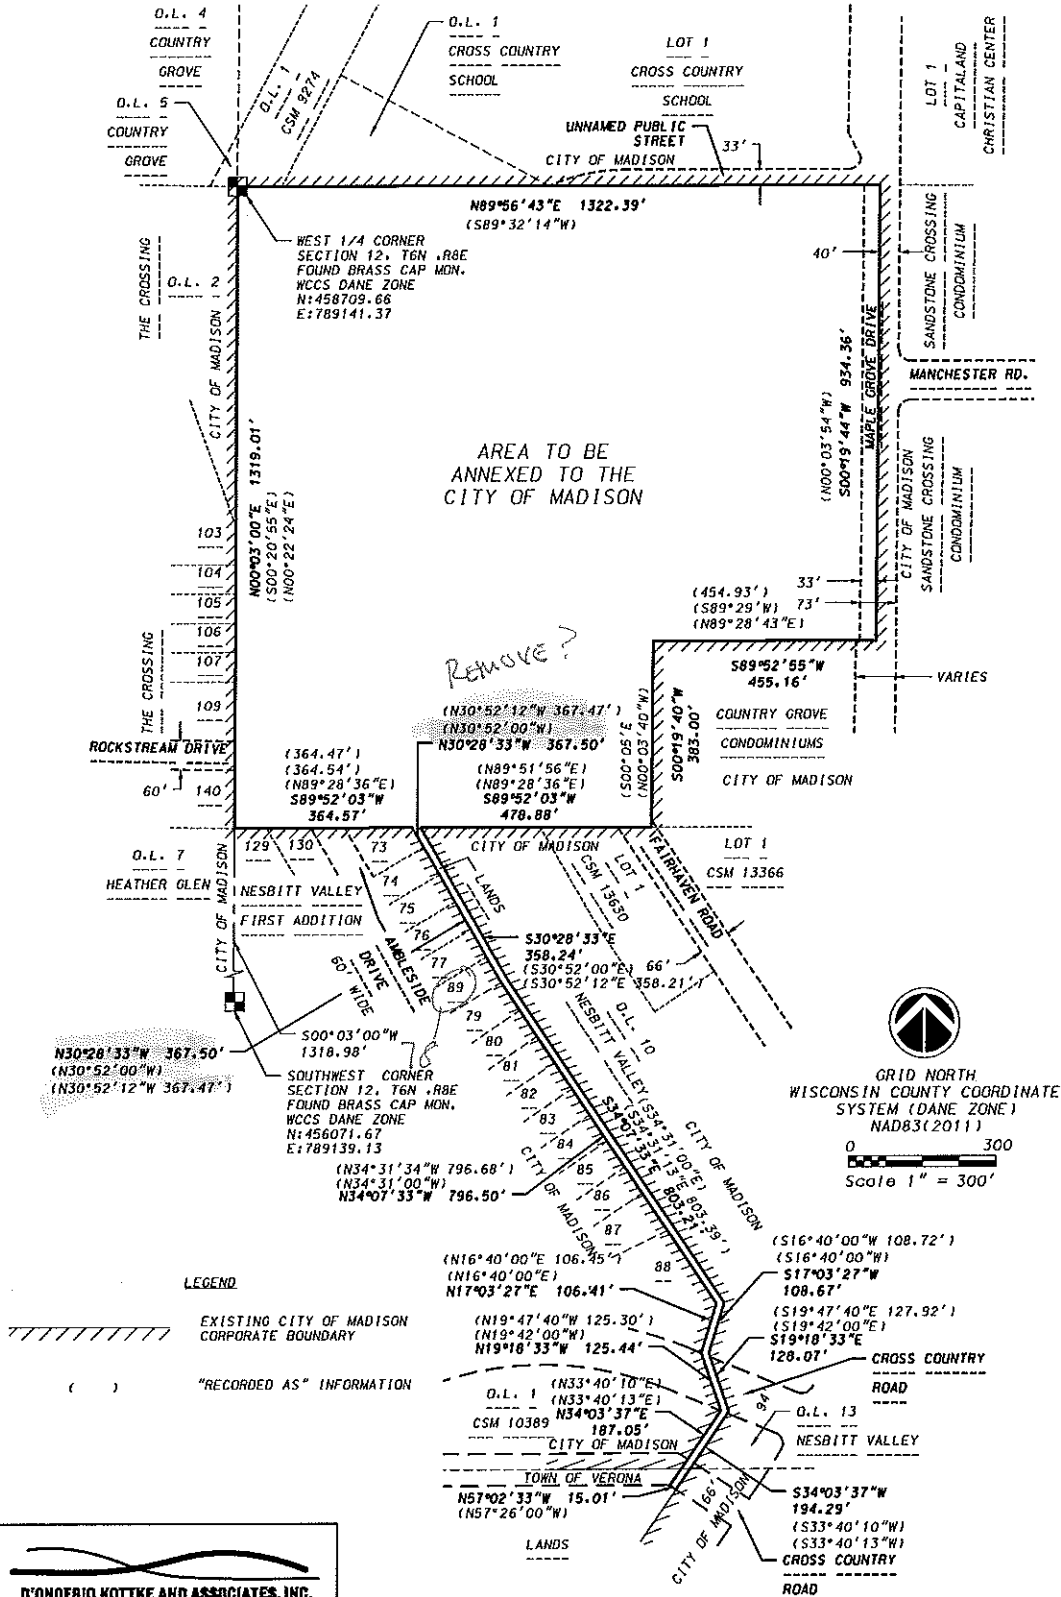 O.L. 4
COUNTRY
GROVE
O.L. 5
COUNTRY
GROVE
O.L. 1
CSM 9274
O.L. 1
CROSS COUNTRY
SCHOOL
LOT 1
CROSS COUNTRY
SCHOOL
UNNAMED PUBLIC
STREET
33'
CITY OF MADISON
LOT 1
CAPITALAND
CHRISTIAN CENTER
N89°56'43"E 1322.39'
(S89°32'14"W)
WEST 1/4 CORNER
SECTION 12. T6N .R8E
FOUND BRASS CAP MON.
WCCS DANE ZONE
N:458709.66
E:789141.37
THE CROSSING
O.L. 2
CITY OF MADISON
40'
SANDSTONE CROSSING
CONDOMINIUM
MANCHESTER RD.
MAPLE GROVE DRIVE
S00°19'44"W 934.36'
(N00°03'54"W)
AREA TO BE
ANNEXED TO THE
CITY OF MADISON
N00°03'00"E 1319.01'
(S00°20'55"E)
(N00°22'24"E)
CITY OF MADISON
SANDSTONE CROSSING
CONDOMINIUM
103
104
105
106
107
109
140
THE CROSSING
ROCKSTREAM DRIVE
60'
33'
73'
(454.93')
(S89°29'W)
(N89°28'43"E)
S89°52'55"W
455.16'
VARIES
REMOVE?
(N30°52'12"W 367.47')
(N30°52'00"W)
N30°28'33"W 367.50'
(S00°05'E
(N00°03'40"W)
S00°19'40"W
383.00'
COUNTRY GROVE
CONDOMINIUMS
CITY OF MADISON
(364.47')
(364.54')
(N89°28'36"E)
S89°52'03"W
364.57'
(N89°51'56"E)
(N89°28'36"E)
S89°52'03"W
478.88'
O.L. 7
HEATHER GLEN
CITY OF MADISON
129
130
73
NESBITT VALLEY
FIRST ADDITION
CITY OF MADISON
LANDS
LOT 1
CSM 13630
FAIRHAVEN ROAD
LOT 1
CSM 13366
74
75
76
77
89
78
79
80
81
82
83
84
85
86
87
88
AMBLESIDE
DRIVE
60' WIDE
S30°28'33"E
358.24'
(S30°52'00"E)
(S30°52'12"E 358.21')
66'
O.L. 10
NESBITT VALLEY
N30°28'33"W 367.50'
(N30°52'00"W)
(N30°52'12"W 367.47')
S00°03'00"W
1318.98'
SOUTHWEST CORNER
SECTION 12. T6N .R8E
FOUND BRASS CAP MON.
WCCS DANE ZONE
N:456071.67
E:789139.13
(N34°31'34"W 796.68')
(N34°31'00"W)
N34°07'33"W 796.50'
CITY OF MADISON
(S34°31'00"E)
(S34°31'13"E 803.39')
S34°07'33"E 803.21'
CITY OF MADISON
GRID NORTH
WISCONSIN COUNTY COORDINATE
SYSTEM (DANE ZONE)
NAD83(2011)
0 300
Scale 1" = 300'
(N16°40'00"E 106.45')
(N16°40'00"E)
N17°03'27"E 106.41'
(S16°40'00"W 108.72')
(S16°40'00"W)
S17°03'27"W
108.67'
(N19°47'40"W 125.30')
(N19°42'00"W)
N19°18'33"W 125.44'
(S19°47'40"E 127.92')
(S19°42'00"E)
S19°18'33"E
128.07'
LEGEND
EXISTING CITY OF MADISON
CORPORATE BOUNDARY
( ) "RECORDED AS" INFORMATION
CROSS COUNTRY
ROAD
O.L. 1
CSM 10389
(N33°40'10"E)
(N33°40'13"E)
N34°03'37"E
187.05'
94'
O.L. 13
NESBITT VALLEY
CITY OF MADISON
TOWN OF VERONA
N57°02'33"W 15.01'
(N57°26'00"W)
LANDS
66'
CITY OF MADISON
S34°03'37"W
194.29'
(S33°40'10"W)
(S33°40'13"W)
CROSS COUNTRY
ROAD
D'ONOFRIO KOTTKE AND ASSOCIATES, INC.